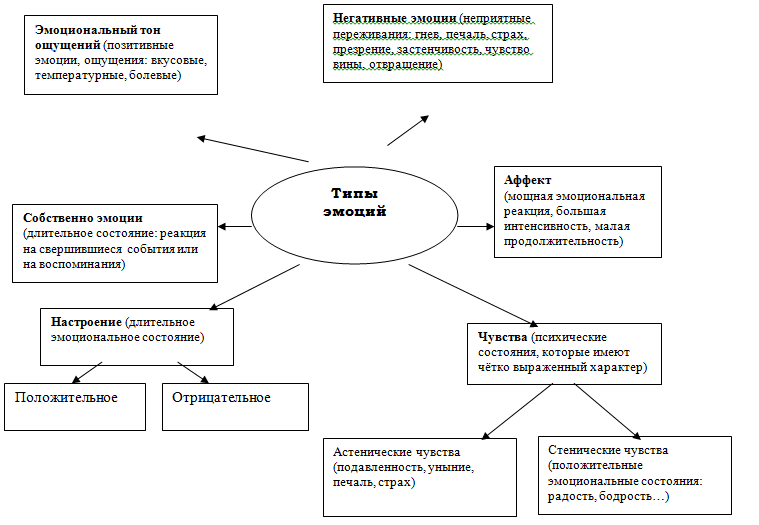 Эмоциональный тон
ощущений (позитивные
эмоции, ощущения: вкусовые,
температурные, болевые)
Негативные эмоции (неприятные
переживания: гнев, печаль, страх,
презрение, застенчивость, чувство
вины, отвращение)
Типы
эмоций
Аффект
(мощная эмоциональная
реакция, большая
интенсивность, малая
продолжительность)
Собственно эмоции
(длительное состояние: реакция
на свершившиеся события или
на воспоминания)
Настроение (длительное
эмоциональное состояние)
Чувства (психические
состояния, которые имеют
чётко выраженный характер)
Положительное
Отрицательное
Астенические чувства
(подавленность, уныние,
печаль, страх)
Стенические чувства
(положительные
эмоциональные состояния:
радость, бодрость…)